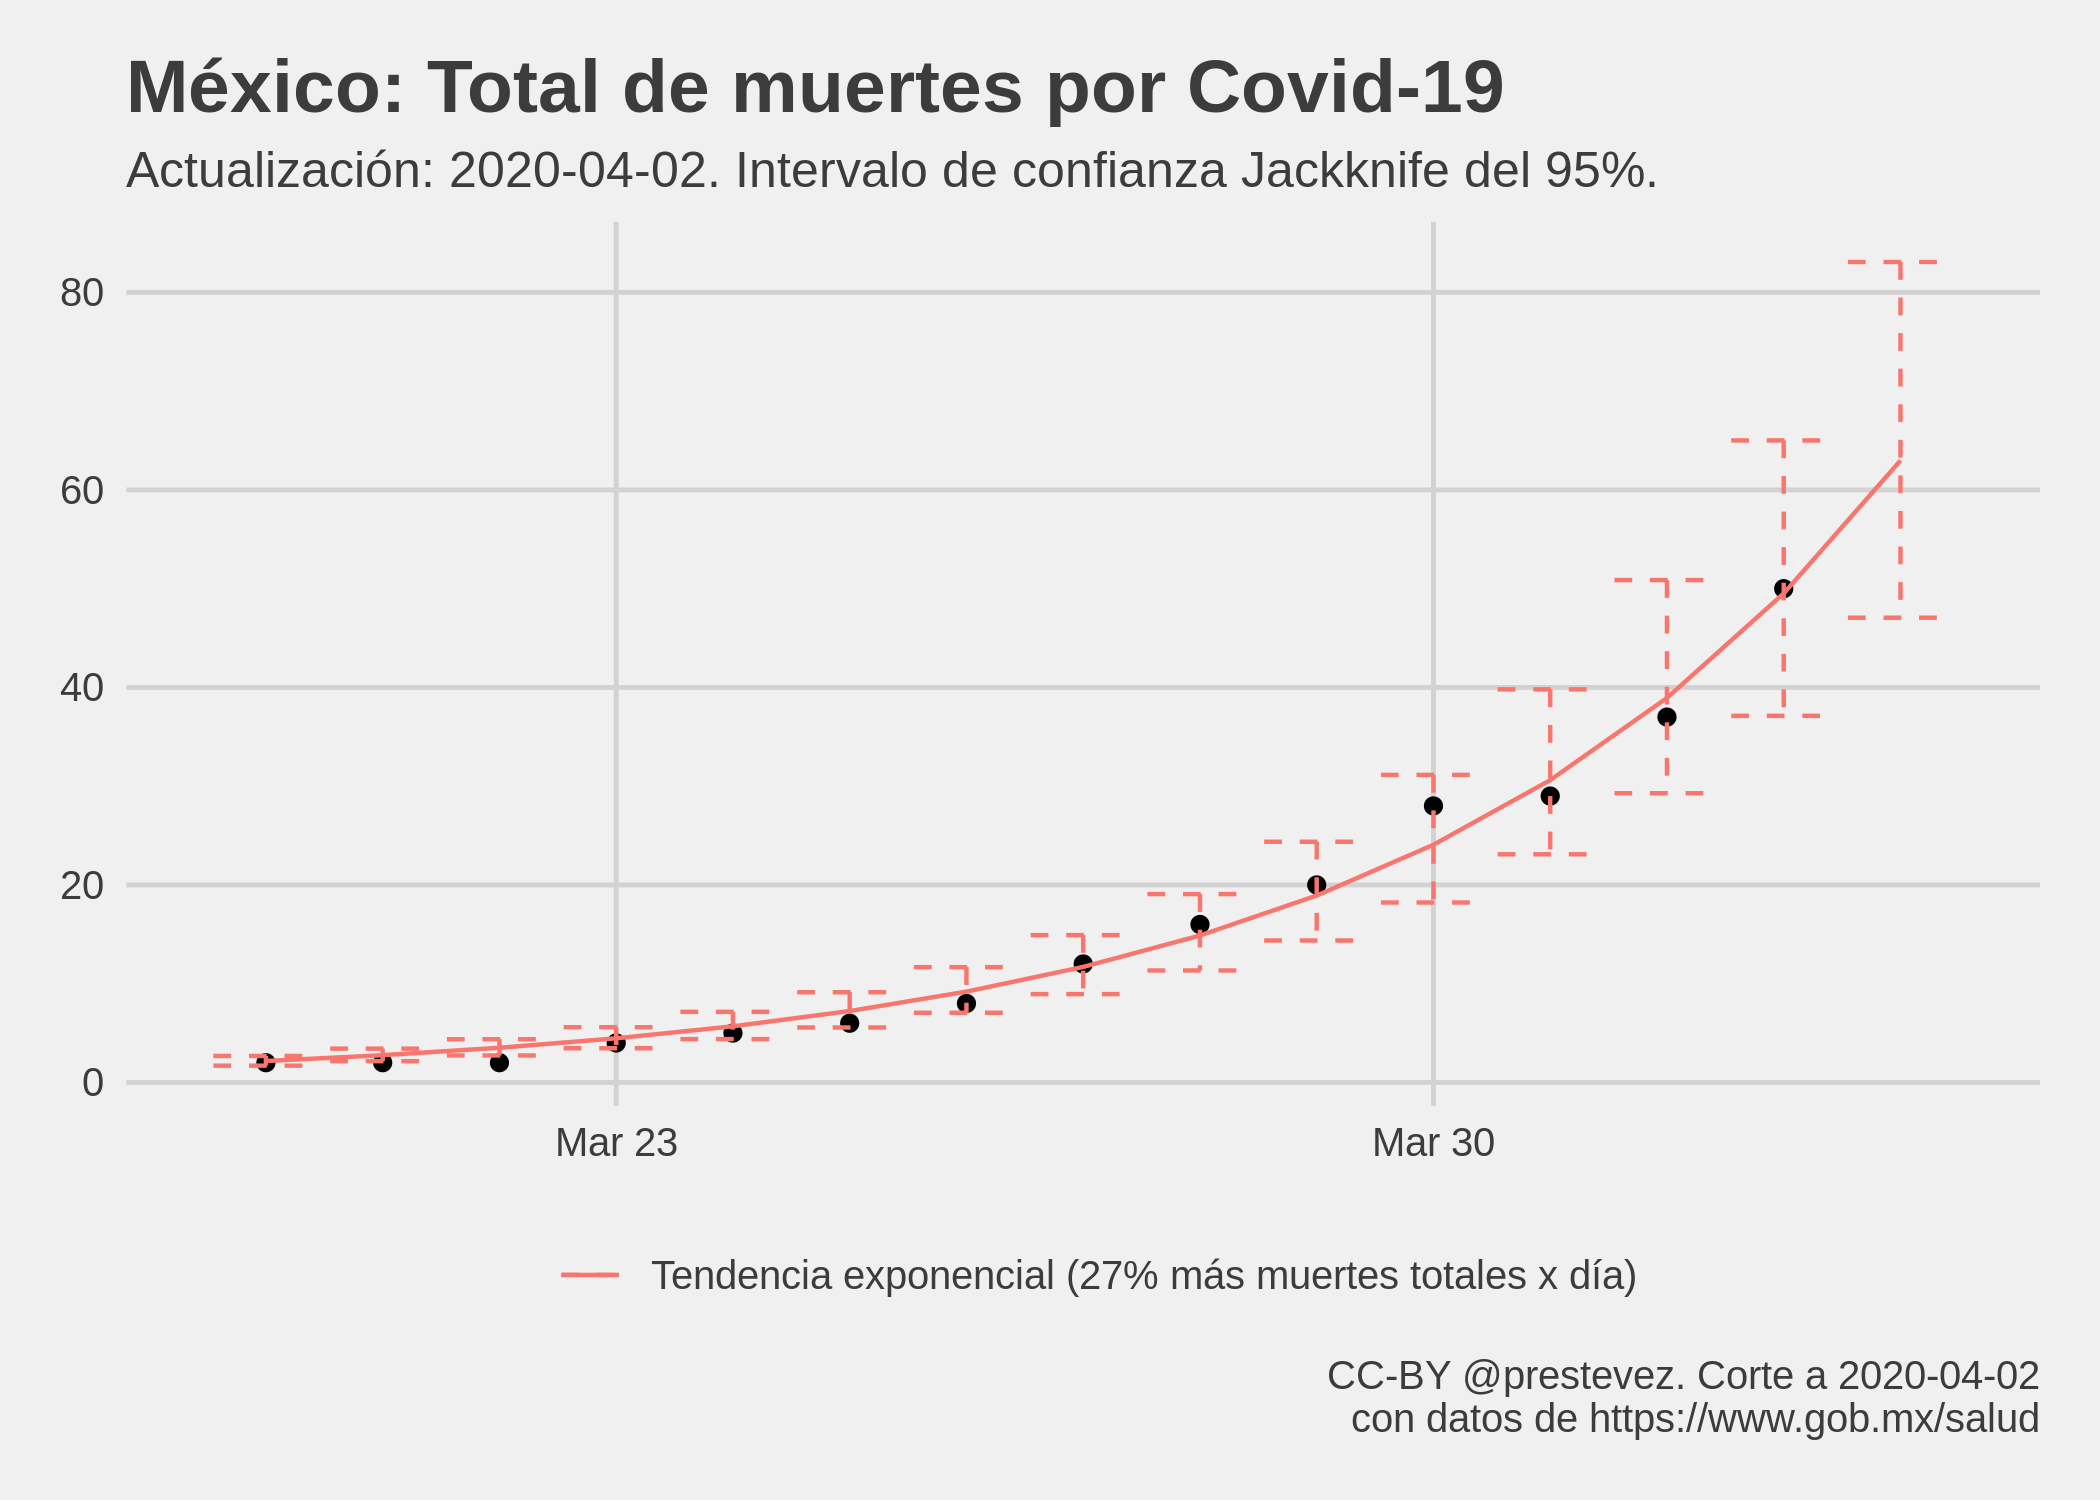 México: Total de muertes por Covid-19
Actualización: 2020-04-02. Intervalo de confianza Jackknife del 95%.
80
60
40
20
0
Mar 23
Mar 30
Tendencia exponencial (27% más muertes totales x día)
CC-BY @prestevez. Corte a 2020-04-02
con datos de https://www.gob.mx/salud